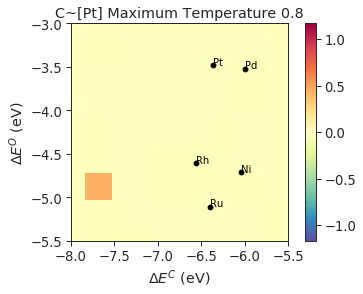 C~[Pt] Maximum Temperature 0.8
−3.0
−3.5
−4.0
−4.5
−5.0
−5.5
ΔE^O (eV)
Pt
Pd
Rh
Ni
Ru
−8.0 −7.5 −7.0 −6.5 −6.0 −5.5
ΔE^C (eV)
1.0
0.5
0.0
−0.5
−1.0